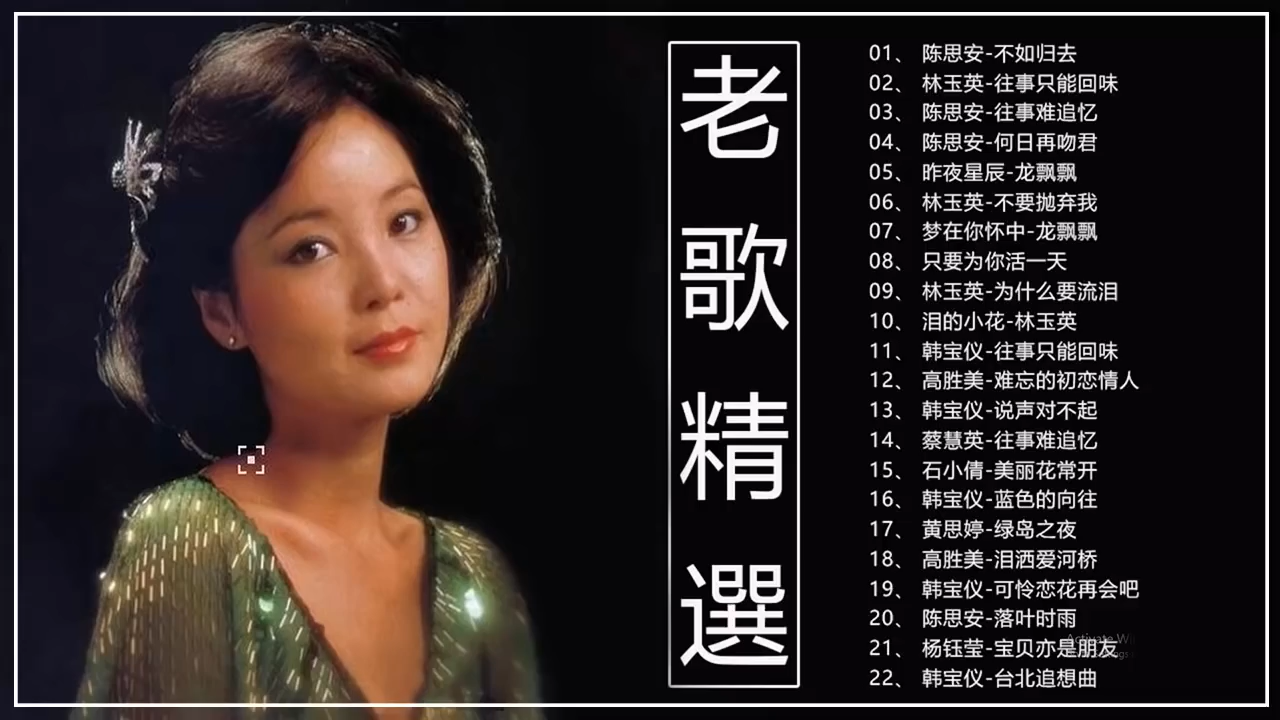 老歌精選
01、 陈思安-不如归去
02、 林玉英-往事只能回味
03、 陈思安-往事难追忆
04、 陈思安-何日再吻君
05、 昨夜星辰-龙飘飘
06、 林玉英-不要抛弃我
07、 梦在你怀中-龙飘飘
08、 只要为你活一天
09、 林玉英-为什么要流泪
10、 泪的小花-林玉英
11、 韩宝仪-往事只能回味
12、 高胜美-难忘的初恋情人
13、 韩宝仪-说声对不起
14、 蔡慧英-往事难追忆
15、 石小倩-美丽花常开
16、 韩宝仪-蓝色的向往
17、 黄思婷-绿岛之夜
18、 高胜美-泪洒爱河桥
19、 韩宝仪-可怜恋花再会吧
20、 陈思安-落叶时雨
21、 杨钰莹-宝贝亦是朋友
22、 韩宝仪-台北追想曲
Activate W